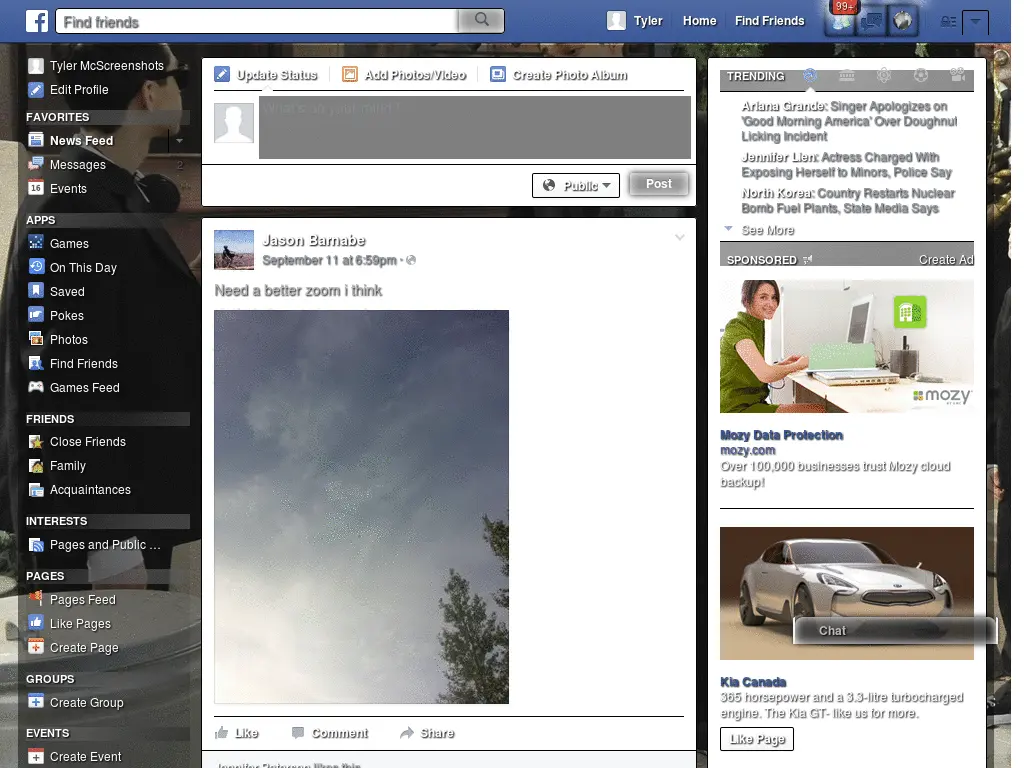 Find friends
Tyler
Home
Find Friends
99+
Tyler McScreenshots
Edit Profile
FAVORITES
News Feed
Messages
2
Events
16
APPS
Games
On This Day
Saved
Pokes
Photos
Find Friends
Games Feed
FRIENDS
Close Friends
Family
Acquaintances
INTERESTS
Pages and Public ...
PAGES
Pages Feed
Like Pages
Create Page
GROUPS
Create Group
EVENTS
Create Event
Update Status
Add Photos/Video
Create Photo Album
What's on your mind?
Public
Post
Jason Barnabe
September 11 at 6:59pm ·
Need a better zoom i think
Like
Comment
Share
Jennifer Peterson likes this.
TRENDING
Ariana Grande: Singer Apologizes on
'Good Morning America' Over Doughnut
Licking Incident
Jennifer Lien: Actress Charged With
Exposing Herself to Minors, Police Say
North Korea: Country Restarts Nuclear
Bomb Fuel Plants, State Media Says
See More
SPONSORED
Create Ad
mozy
Mozy Data Protection
mozy.com
Over 100,000 businesses trust Mozy cloud
backup!
Chat
Kia Canada
365 horsepower and a 3.3-litre turbocharged
engine. The Kia GT- like us for more.
Like Page